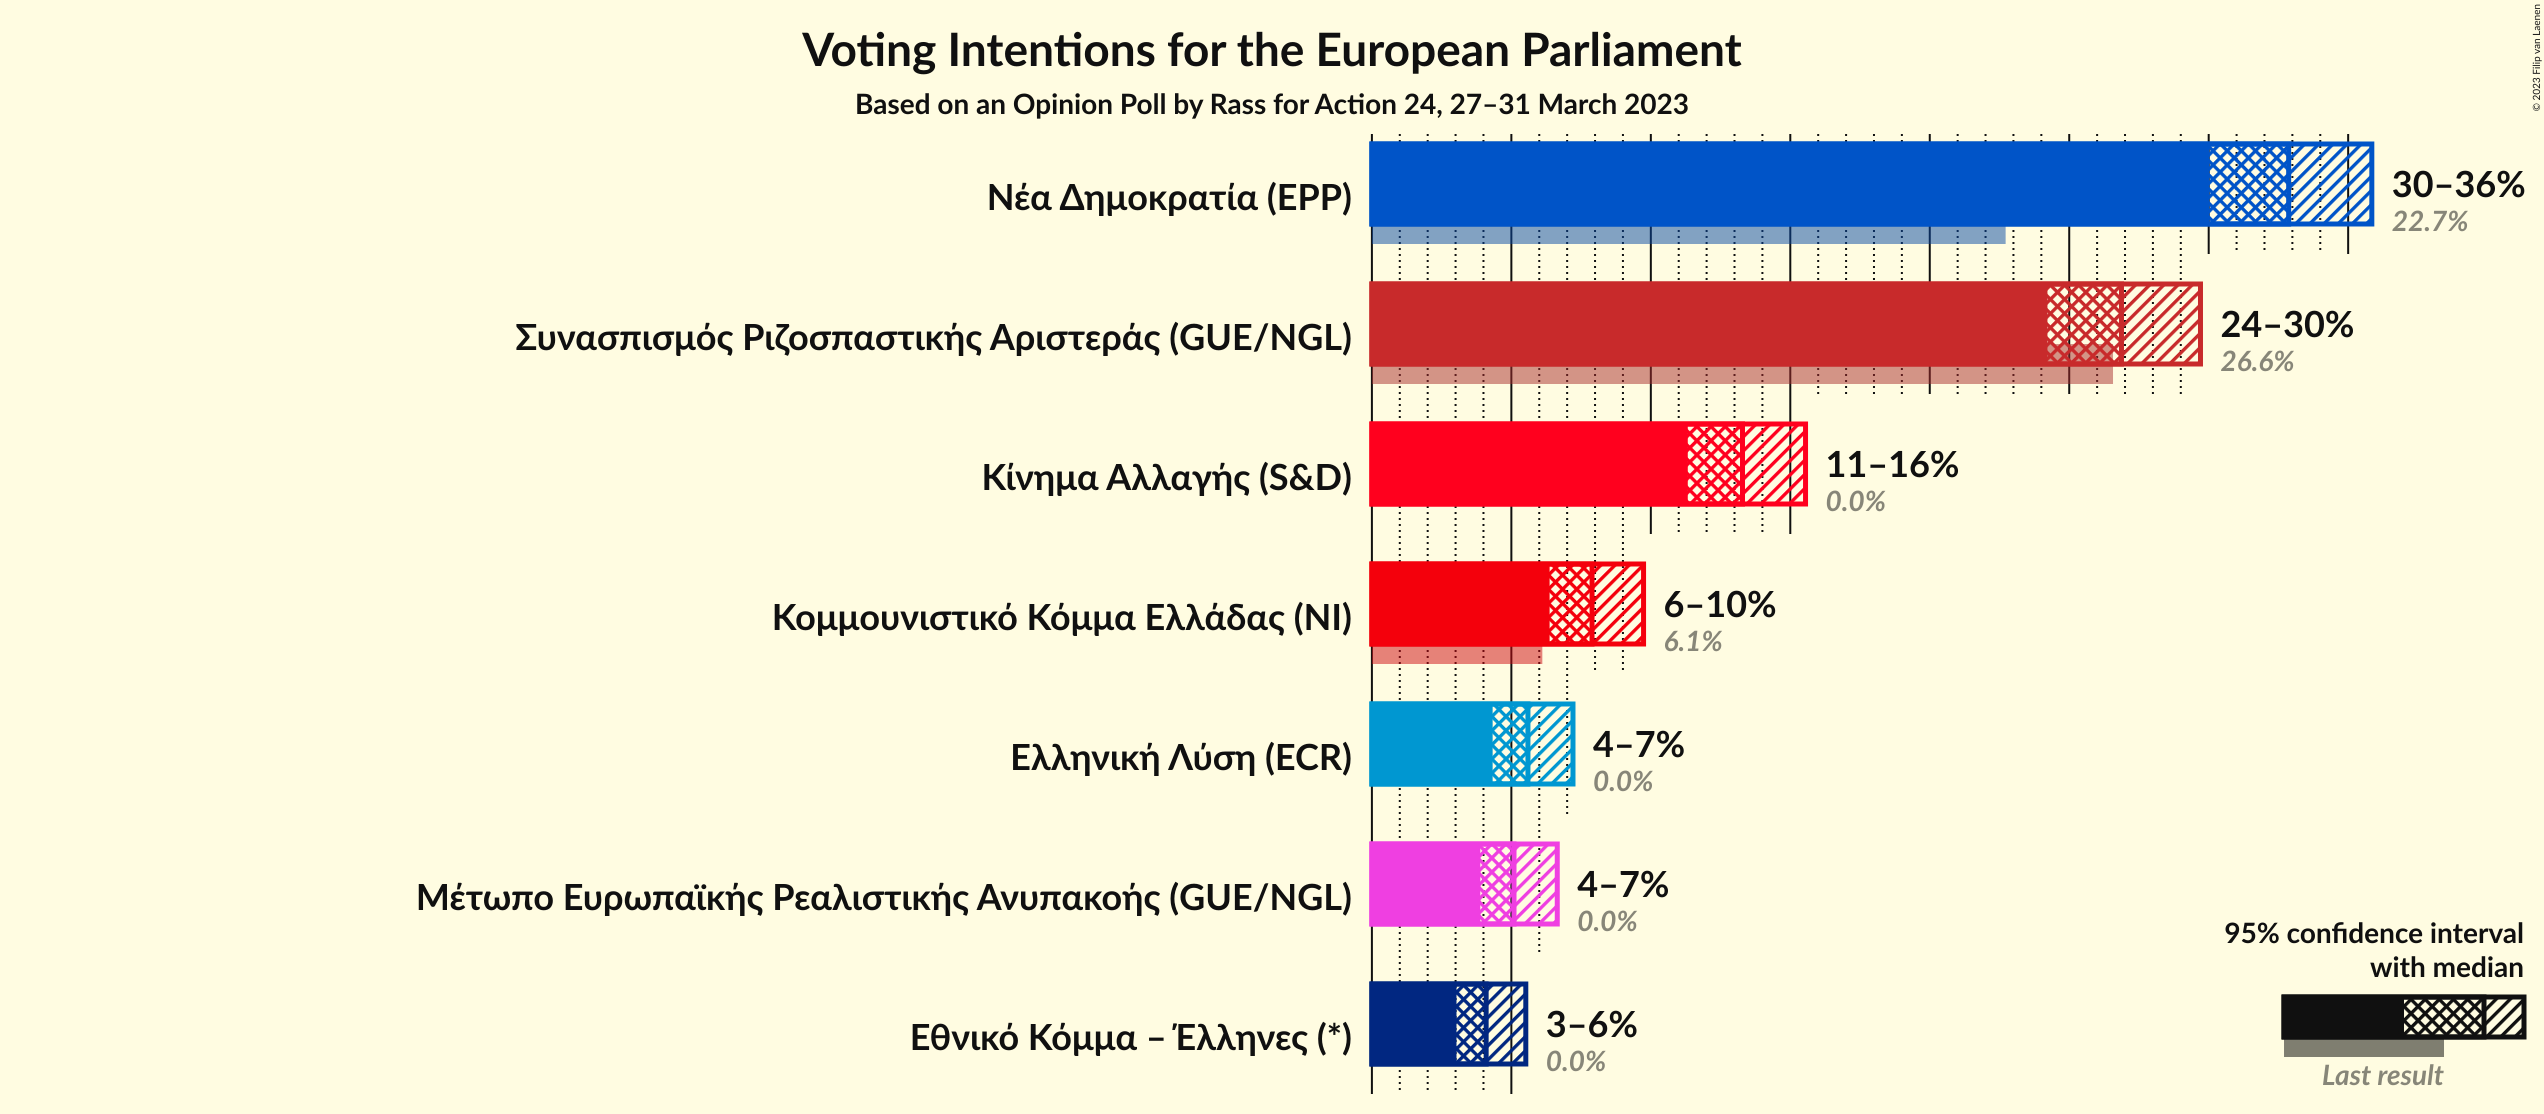 Voting Intentions for the European Parliament
Based on an Opinion Poll by Rass for Action 24, 27–31 March 2023
© 2023 Filip van Laenen
Νέα Δημοκρατία (EPP)
30–36%
22.7%
Συνασπισμός Ριζοσπαστικής Αριστεράς (GUE/NGL)
24–30%
26.6%
Κίνημα Αλλαγής (S&D)
11–16%
0.0%
Κομμουνιστικό Κόμμα Ελλάδας (NI)
6–10%
6.1%
Ελληνική Λύση (ECR)
4–7%
0.0%
Μέτωπο Ευρωπαϊκής Ρεαλιστικής Ανυπακοής (GUE/NGL)
4–7%
0.0%
Εθνικό Κόμμα – Έλληνες (*)
3–6%
0.0%
95% confidence interval
with median
Last result